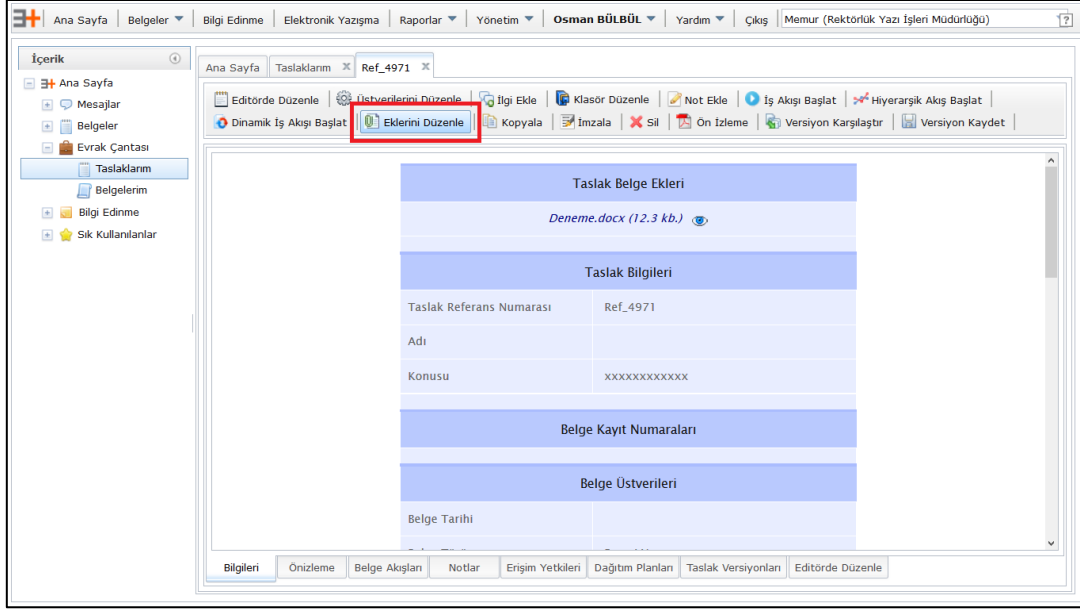 Ana Sayfa Belgeler Bilgi Edinme Elektronik Yazışma Raporlar Yönetim Osman BÜLBÜL Yardım Çıkış Memur (Rektörlük Yazı İşleri Müdürlüğü) ?
İçerik
Ana Sayfa
Mesajlar
Belgeler
Evrak Çantası
Taslaklarım
Belgelerim
Bilgi Edinme
Sık Kullanılanlar
Ana Sayfa Taslaklarım X Ref_4971 X
Editörde Düzenle Üstverilerini Düzenle İlgi Ekle Klasör Düzenle Not Ekle İş Akışı Başlat Hiyerarşik Akış Başlat
Dinamik İş Akışı Başlat Eklerini Düzenle Kopyala İmzala Sil Ön İzleme Versiyon Karşılaştır Versiyon Kaydet
Taslak Belge Ekleri
Deneme.docx (12.3 kb.)
Taslak Bilgileri
Taslak Referans Numarası Ref_4971
Adı
Konusu xxxxxxxxxxxx
Belge Kayıt Numaraları
Belge Üstverileri
Belge Tarihi
Bilgileri Önizleme Belge Akışları Notlar Erişim Yetkileri Dağıtım Planları Taslak Versiyonları Editörde Düzenle